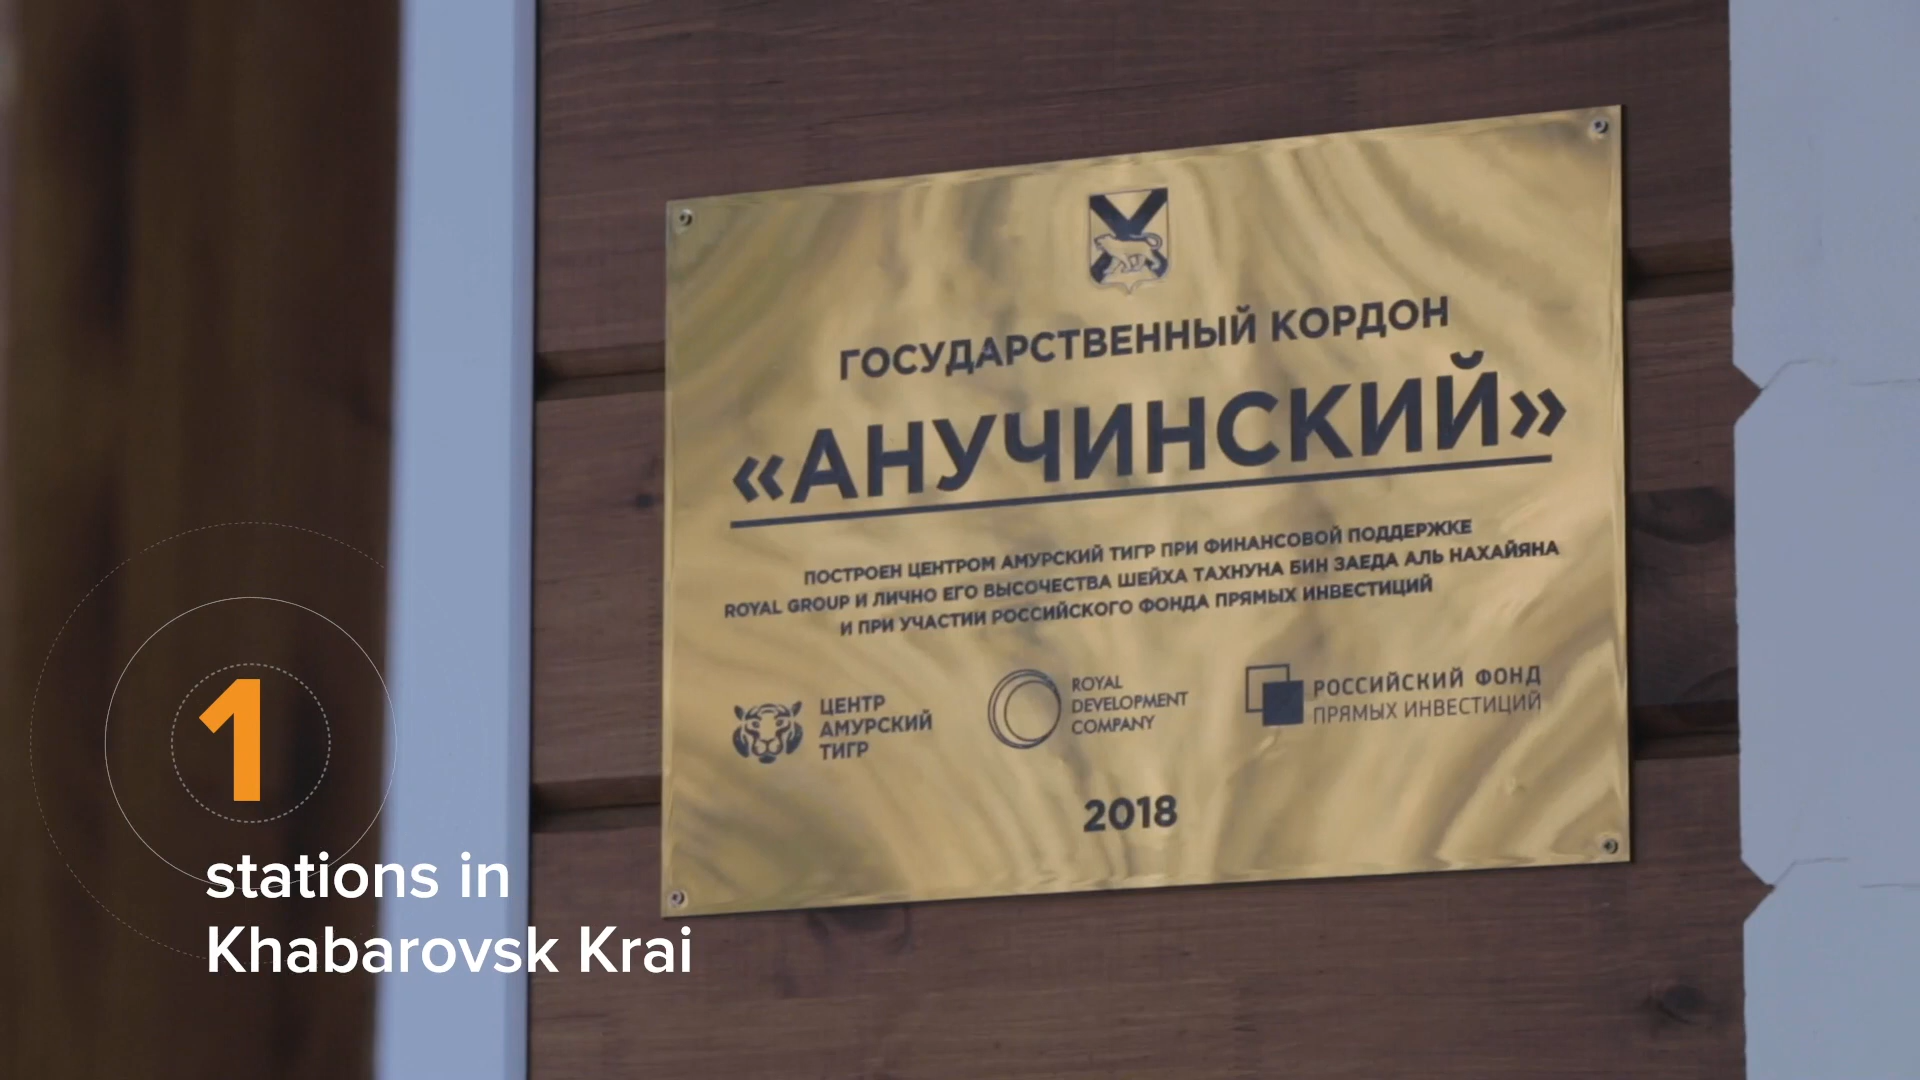 ГОСУДАРСТВЕННЫЙ КОРДОН
«АНУЧИНСКИЙ»
ПОСТРОЕН ЦЕНТРОМ АМУРСКИЙ ТИГР ПРИ ФИНАНСОВОЙ ПОДДЕРЖКЕ
ROYAL GROUP И ЛИЧНО ЕГО ВЫСОЧЕСТВА ШЕЙХА ТАХНУНА БИН ЗАЕДА АЛЬ НАХАЙЯНА
И ПРИ УЧАСТИИ РОССИЙСКОГО ФОНДА ПРЯМЫХ ИНВЕСТИЦИЙ
ЦЕНТР
АМУРСКИЙ
ТИГР
ROYAL
DEVELOPMENT
COMPANY
РОССИЙСКИЙ ФОНД
ПРЯМЫХ ИНВЕСТИЦИЙ
2018
1
stations in
Khabarovsk Krai